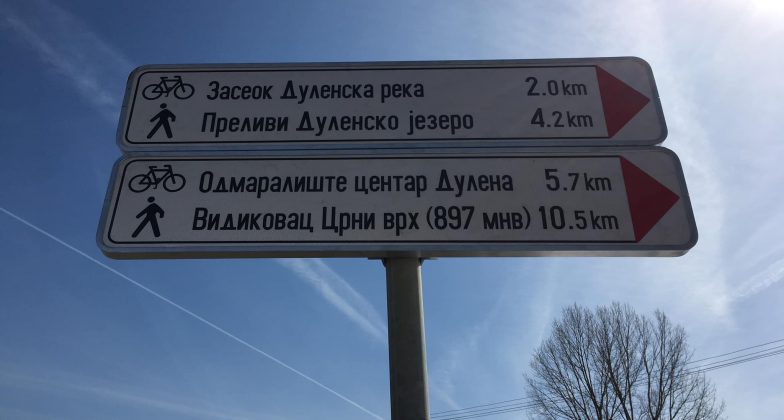 Засеок Дуленска река 2.0 km
Преливи Дуленско језеро 4.2 km
Одмаралиште центар Дулена 5.7 km
Видиковац Црни врх (897 мнв) 10.5 km